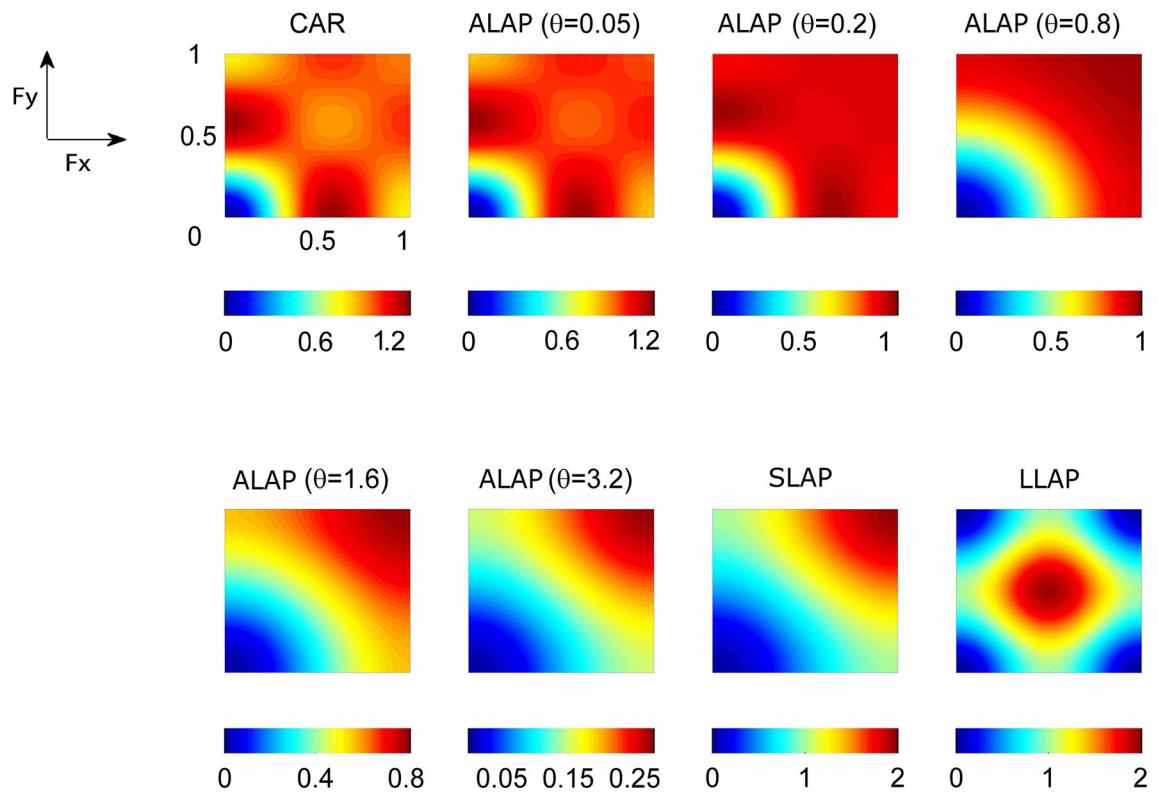 CAR ALAP (θ=0.05) ALAP (θ=0.2) ALAP (θ=0.8)
1
Fy
0.5
Fx
0 0.5 1
0 0.6 1.2 0 0.6 1.2 0 0.5 1 0 0.5 1
ALAP (θ=1.6) ALAP (θ=3.2) SLAP LLAP
0 0.4 0.8 0.05 0.15 0.25 0 1 2 0 1 2